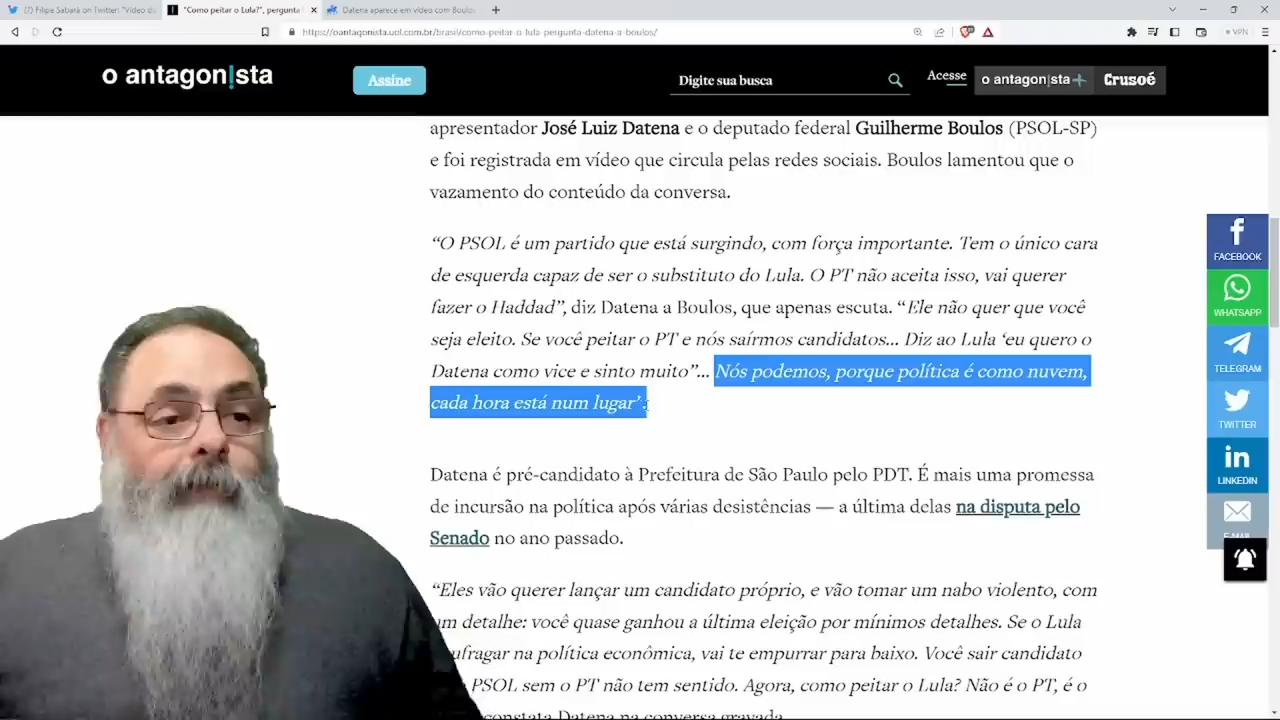 (7) Filipe Sabará on Twitter: "Vídeo da
"Como peitar o Lula?", pergunta
Datena aparece em vídeo com Boulos
https://oantagonista.uol.com.br/brasil/como-peitar-o-lula-pergunta-datena-a-boulos/
VPN
o antagon!sta
Assine
Digite sua busca
Acesse
o antagon|sta+
Crusoé
apresentador José Luiz Datena e o deputado federal Guilherme Boulos (PSOL-SP)
e foi registrada em vídeo que circula pelas redes sociais. Boulos lamentou que o
vazamento do conteúdo da conversa.
“O PSOL é um partido que está surgindo, com força importante. Tem o único cara
de esquerda capaz de ser o substituto do Lula. O PT não aceita isso, vai querer
fazer o Haddad”, diz Datena a Boulos, que apenas escuta. “Ele não quer que você
seja eleito. Se você peitar o PT e nós saírmos candidatos... Diz ao Lula ‘eu quero o
Datena como vice e sinto muito”... Nós podemos, porque política é como nuvem,
cada hora está num lugar’.
Datena é pré-candidato à Prefeitura de São Paulo pelo PDT. É mais uma promessa
de incursão na política após várias desistências — a última delas na disputa pelo
Senado no ano passado.
“Eles vão querer lançar um candidato próprio, e vão tomar um nabo violento, com
um detalhe: você quase ganhou a última eleição por mínimos detalhes. Se o Lula
naufragar na política econômica, vai te empurrar para baixo. Você sair candidato
PSOL sem o PT não tem sentido. Agora, como peitar o Lula? Não é o PT, é o
constata Datena na conversa gravada
FACEBOOK
WHATSAPP
TELEGRAM
TWITTER
LINKEDIN
E-MAIL